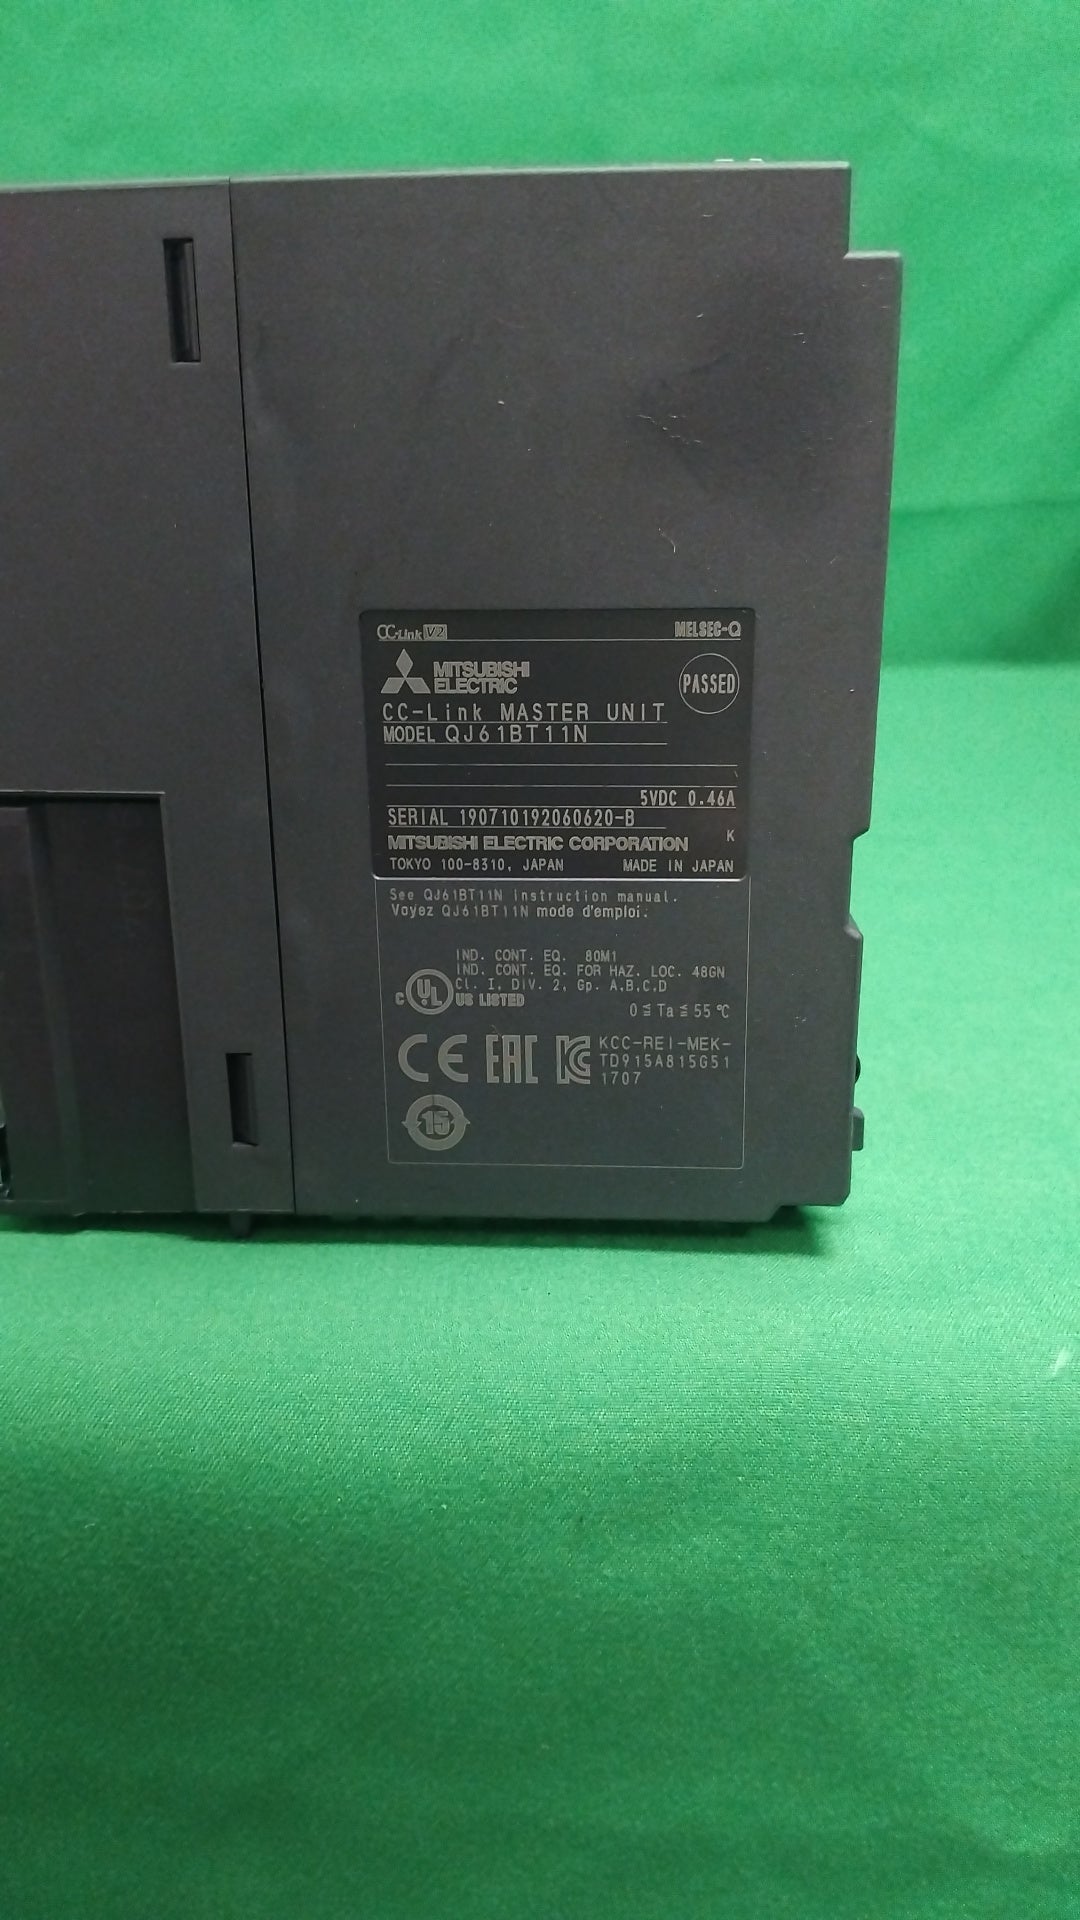 CC-Link V2 MELSEC-Q
MITSUBISHI
ELECTRIC
PASSED
CC-Link MASTER UNIT
MODEL QJ61BT11N
5VDC 0.46A
SERIAL 190710192060620-B
K
MITSUBISHI ELECTRIC CORPORATION
TOKYO 100-8310, JAPAN MADE IN JAPAN
See QJ61BT11N Instruction manual.
Voyez QJ61BT11N mode d'emploi.
IND. CONT. EQ. 80M1
IND. CONT. EQ. FOR HAZ. LOC. 48GN
Cl. I, DIV. 2, Gp. A,B,C,D
C UL US LISTED
0≦Ta≦55℃
CE EAC KC KCC-REI-MEK-
TD915A815G51
1707
15